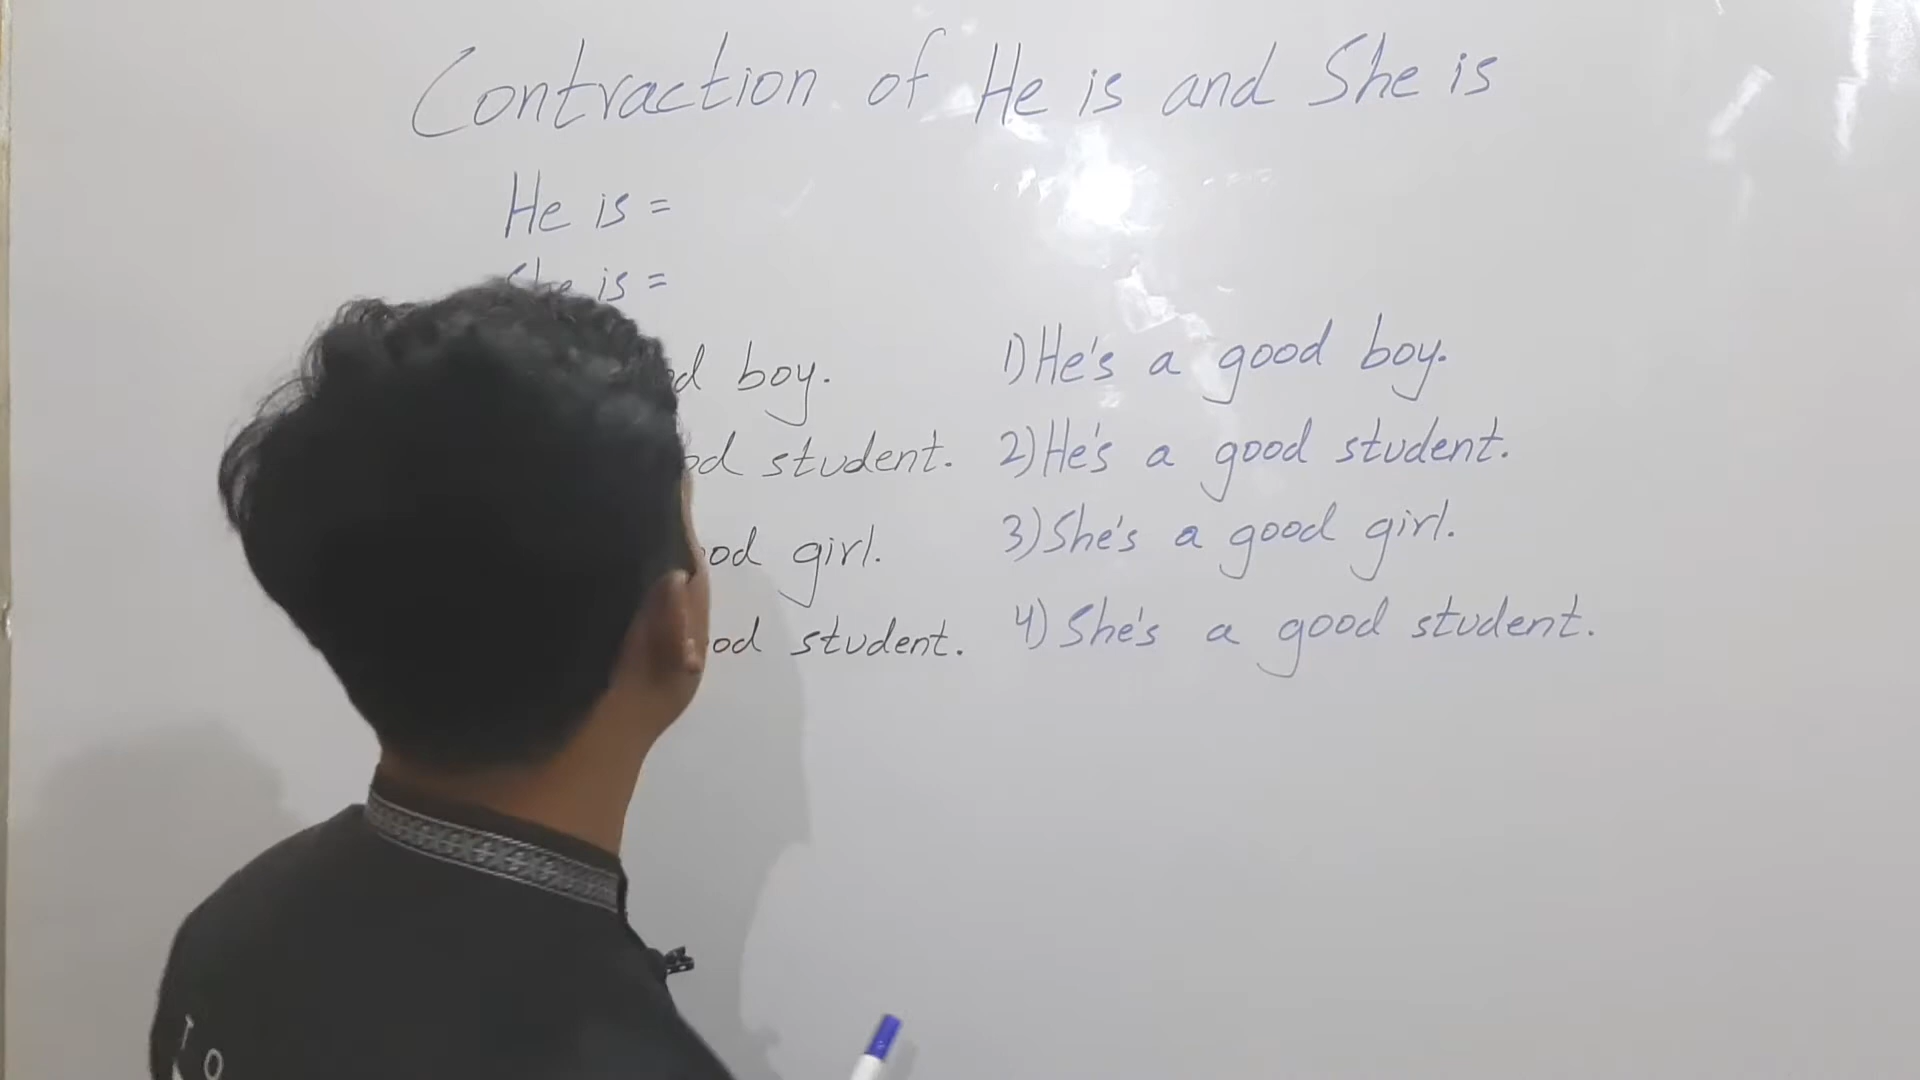 Contraction of He is and She is
He is =
She is =
boy. 1) He's a good boy.
student. 2) He's a good student.
girl. 3) She's a good girl.
student. 4) She's a good student.